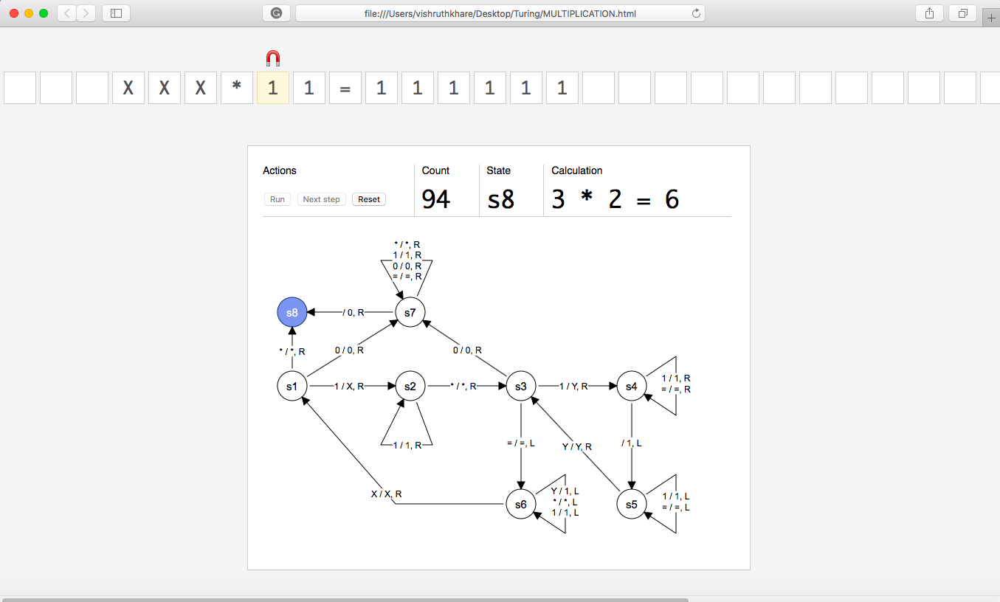 file:///Users/vishruthkhare/Desktop/Turing/MULTIPLICATION.html
X X X * 1 1 = 1 1 1 1 1 1
Actions Count State Calculation
Run Next step Reset 94 s8 3 * 2 = 6
* / *, R
1 / 1, R
0 / 0, R
= / =, R
s8 / 0, R s7
* / *, R 0 / 0, R 0 / 0, R
1 / 1, R
= / =, R
s1 1 / X, R s2 * / *, R s3 1 / Y, R s4
1 / 1, R = / =, L Y / Y, R / 1, L
X / X, R
s6 Y / 1, L
* / *, L
1 / 1, L
s5 1 / 1, L
= / =, L